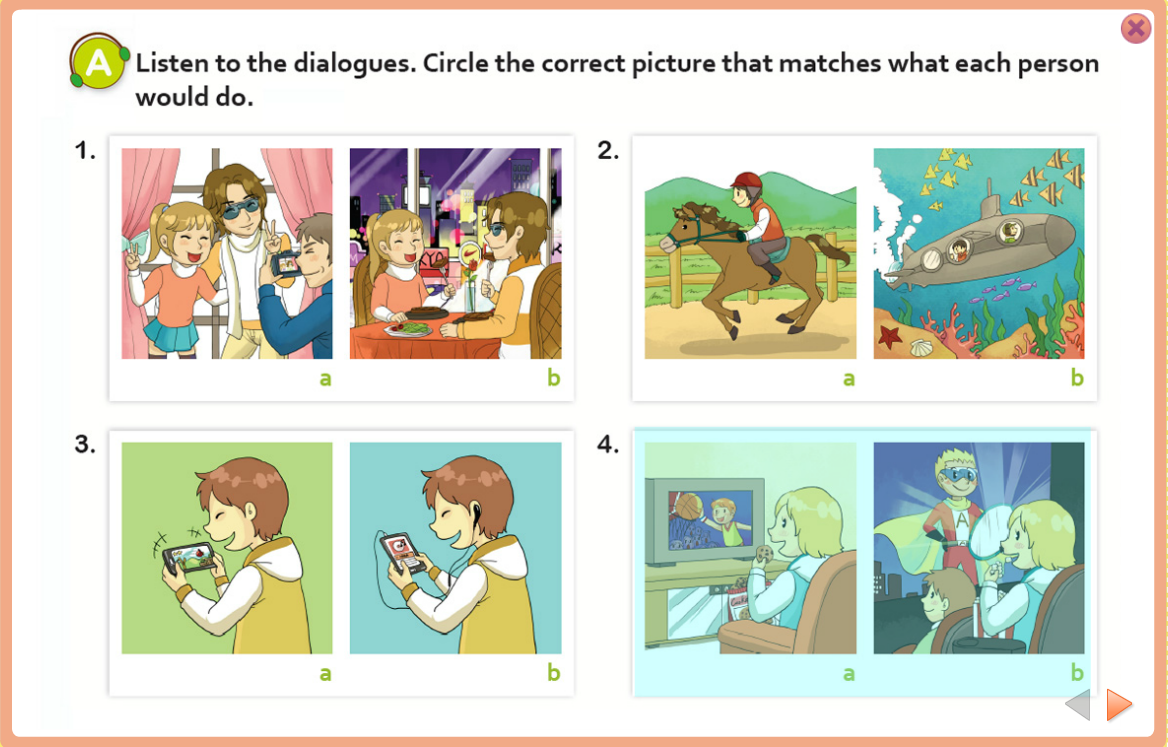 A
Listen to the dialogues. Circle the correct picture that matches what each person
would do.
1.
a
b
2.
a
b
3.
a
b
4.
A
a
b